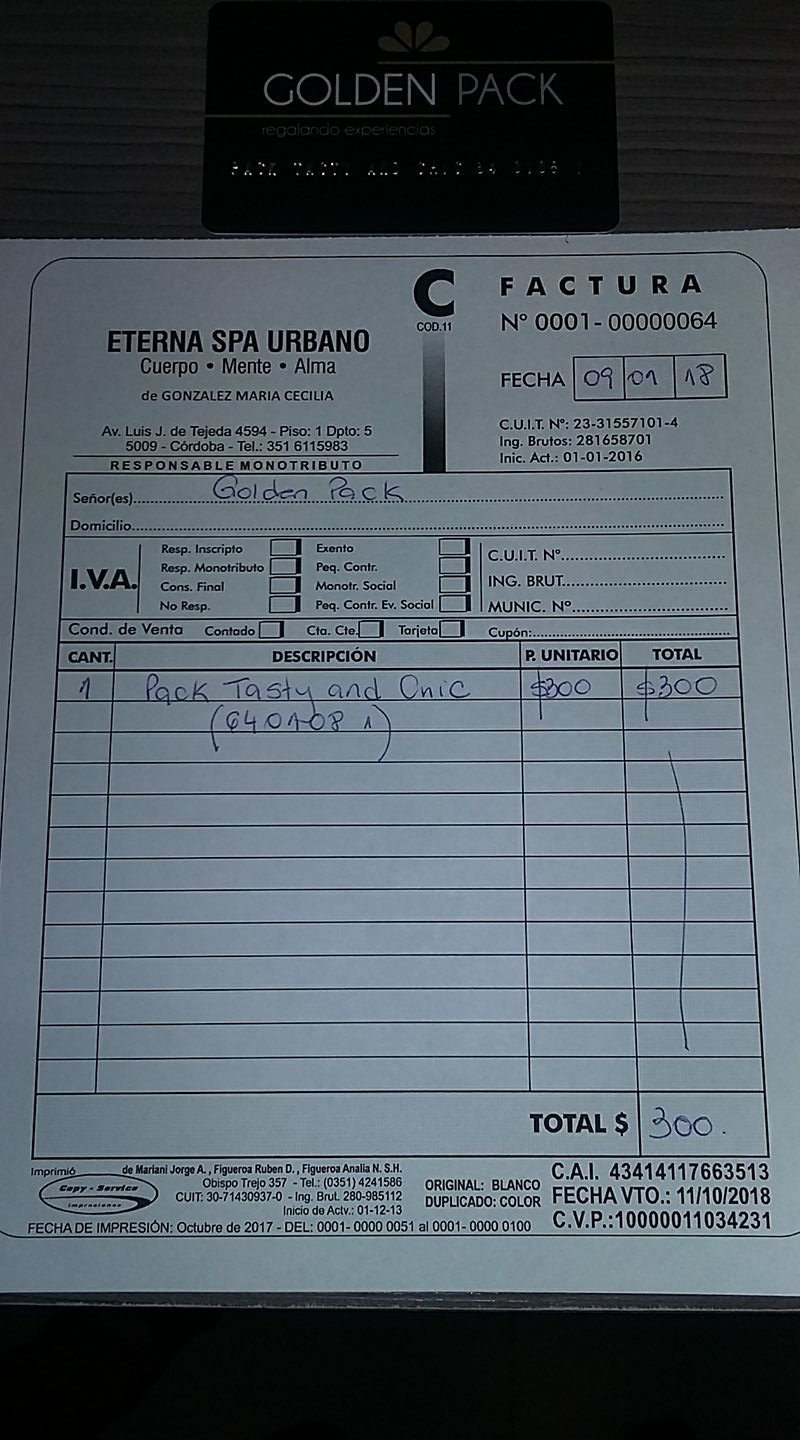 GOLDEN PACK
regalando experiencias
PACK TASTY AND
C
COD.11
FACTURA
N° 0001- 00000064
ETERNA SPA URBANO
Cuerpo • Mente • Alma
de GONZALEZ MARIA CECILIA
FECHA 09 01 18
Av. Luis J. de Tejeda 4594 - Piso: 1 Dpto: 5
5009 - Córdoba - Tel.: 351 6115983
RESPONSABLE MONOTRIBUTO
C.U.I.T. N°: 23-31557101-4
Ing. Brutos: 281658701
Inic. Act.: 01-01-2016
Señor(es) Golden Pack
Domicilio
I.V.A.
Resp. Inscripto Exento
Resp. Monotributo Peq. Contr.
Cons. Final Monotr. Social
No Resp. Peq. Contr. Ev. Social
C.U.I.T. N°
ING. BRUT.
MUNIC. N°
Cond. de Venta Contado Cta. Cte. Tarjeta Cupón:
CANT. DESCRIPCIÓN P. UNITARIO TOTAL
1 Pack Tasty and Chic $300 $300
(640108 1)
TOTAL $ 300.
Imprimió
Copy - Service
impresiones
de Mariani Jorge A. , Figueroa Ruben D. , Figueroa Analia N. S.H.
Obispo Trejo 357 - Tel.: (0351) 4241586
CUIT: 30-71430937-0 - Ing. Brut. 280-985112
Inicio de Actv.: 01-12-13
ORIGINAL: BLANCO
DUPLICADO: COLOR
C.A.I. 43414117663513
FECHA VTO.: 11/10/2018
C.V.P.:10000011034231
FECHA DE IMPRESIÓN: Octubre de 2017 - DEL: 0001- 0000 0051 al 0001- 0000 0100